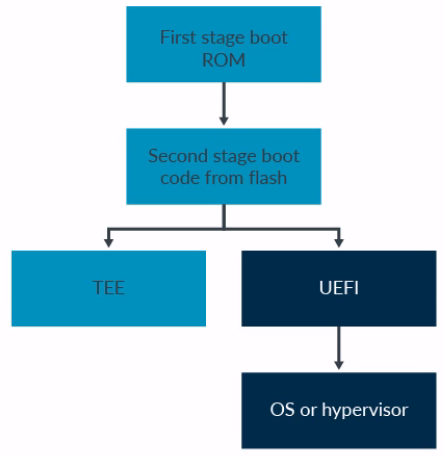 First stage boot
ROM
Second stage boot
code from flash
TEE
UEFI
OS or hypervisor